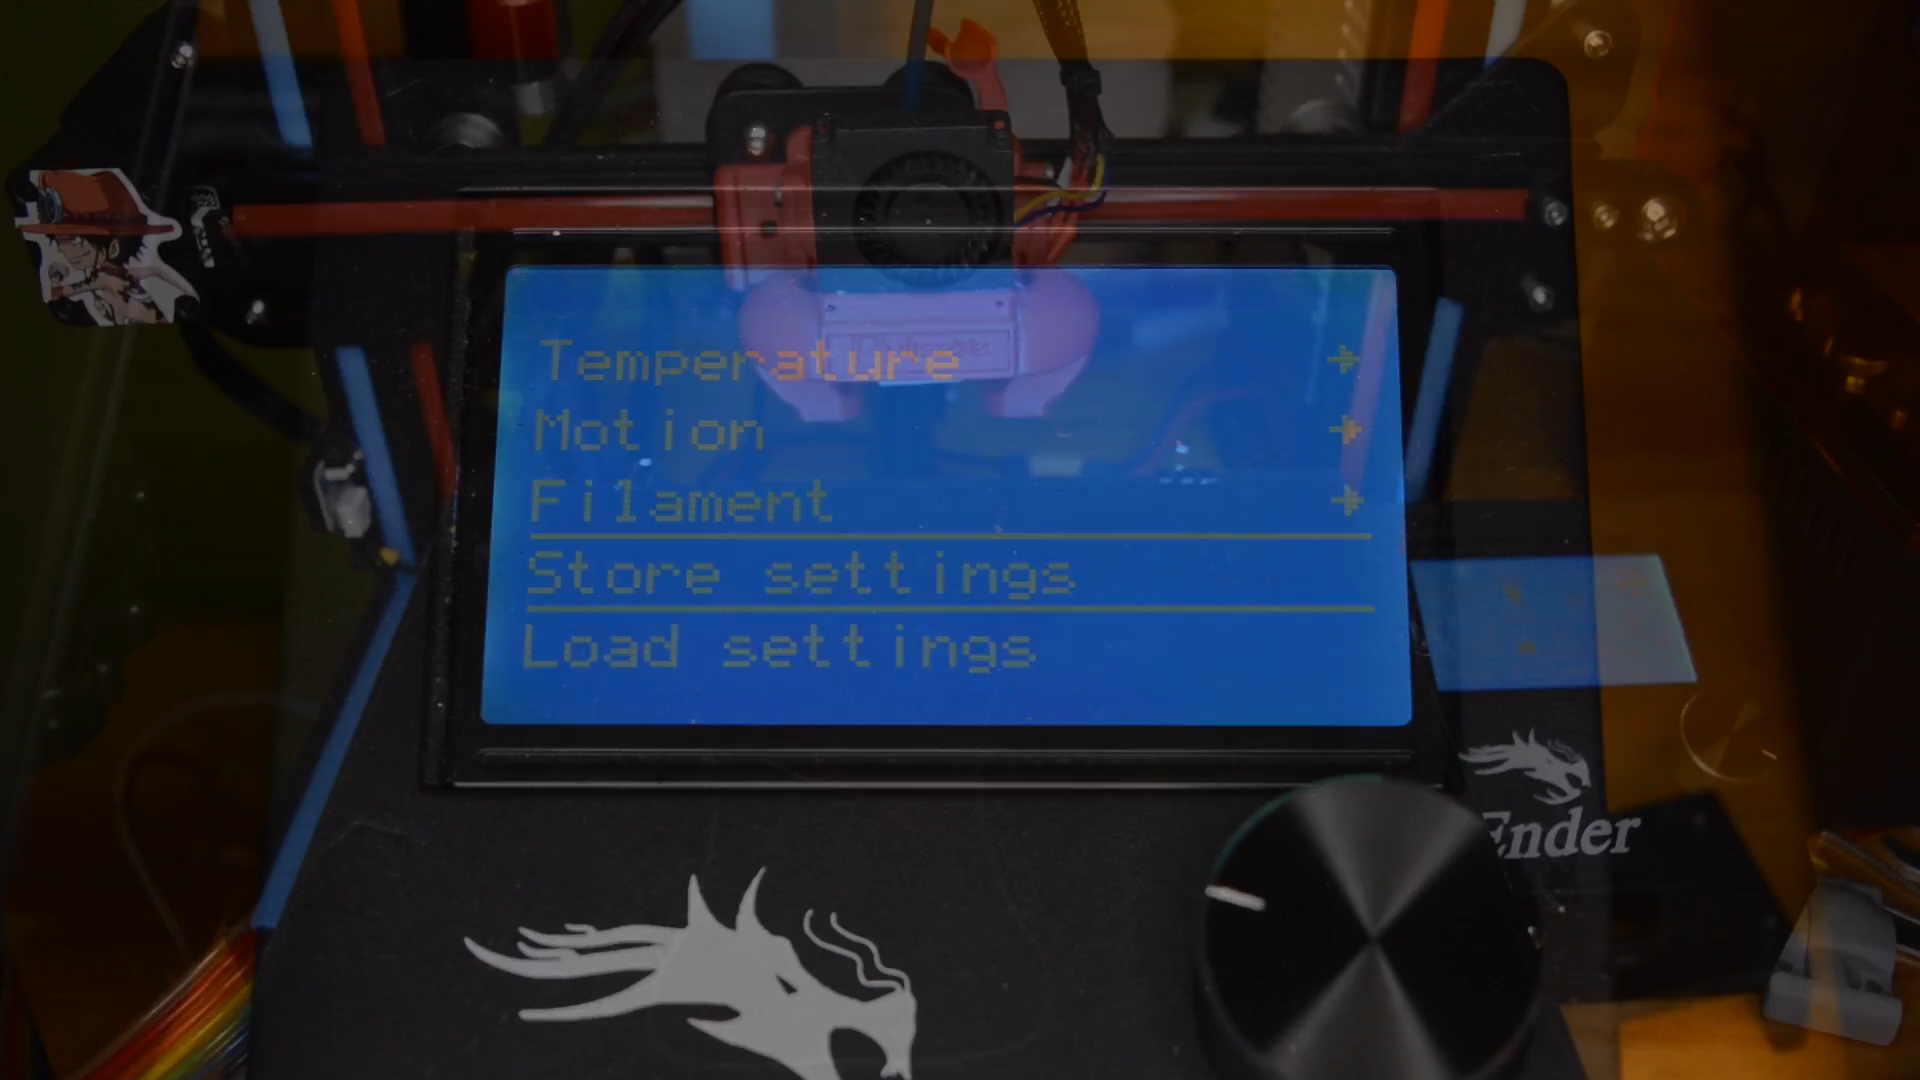 Temperature
Motion
Filament
Store settings
Load settings
Ender